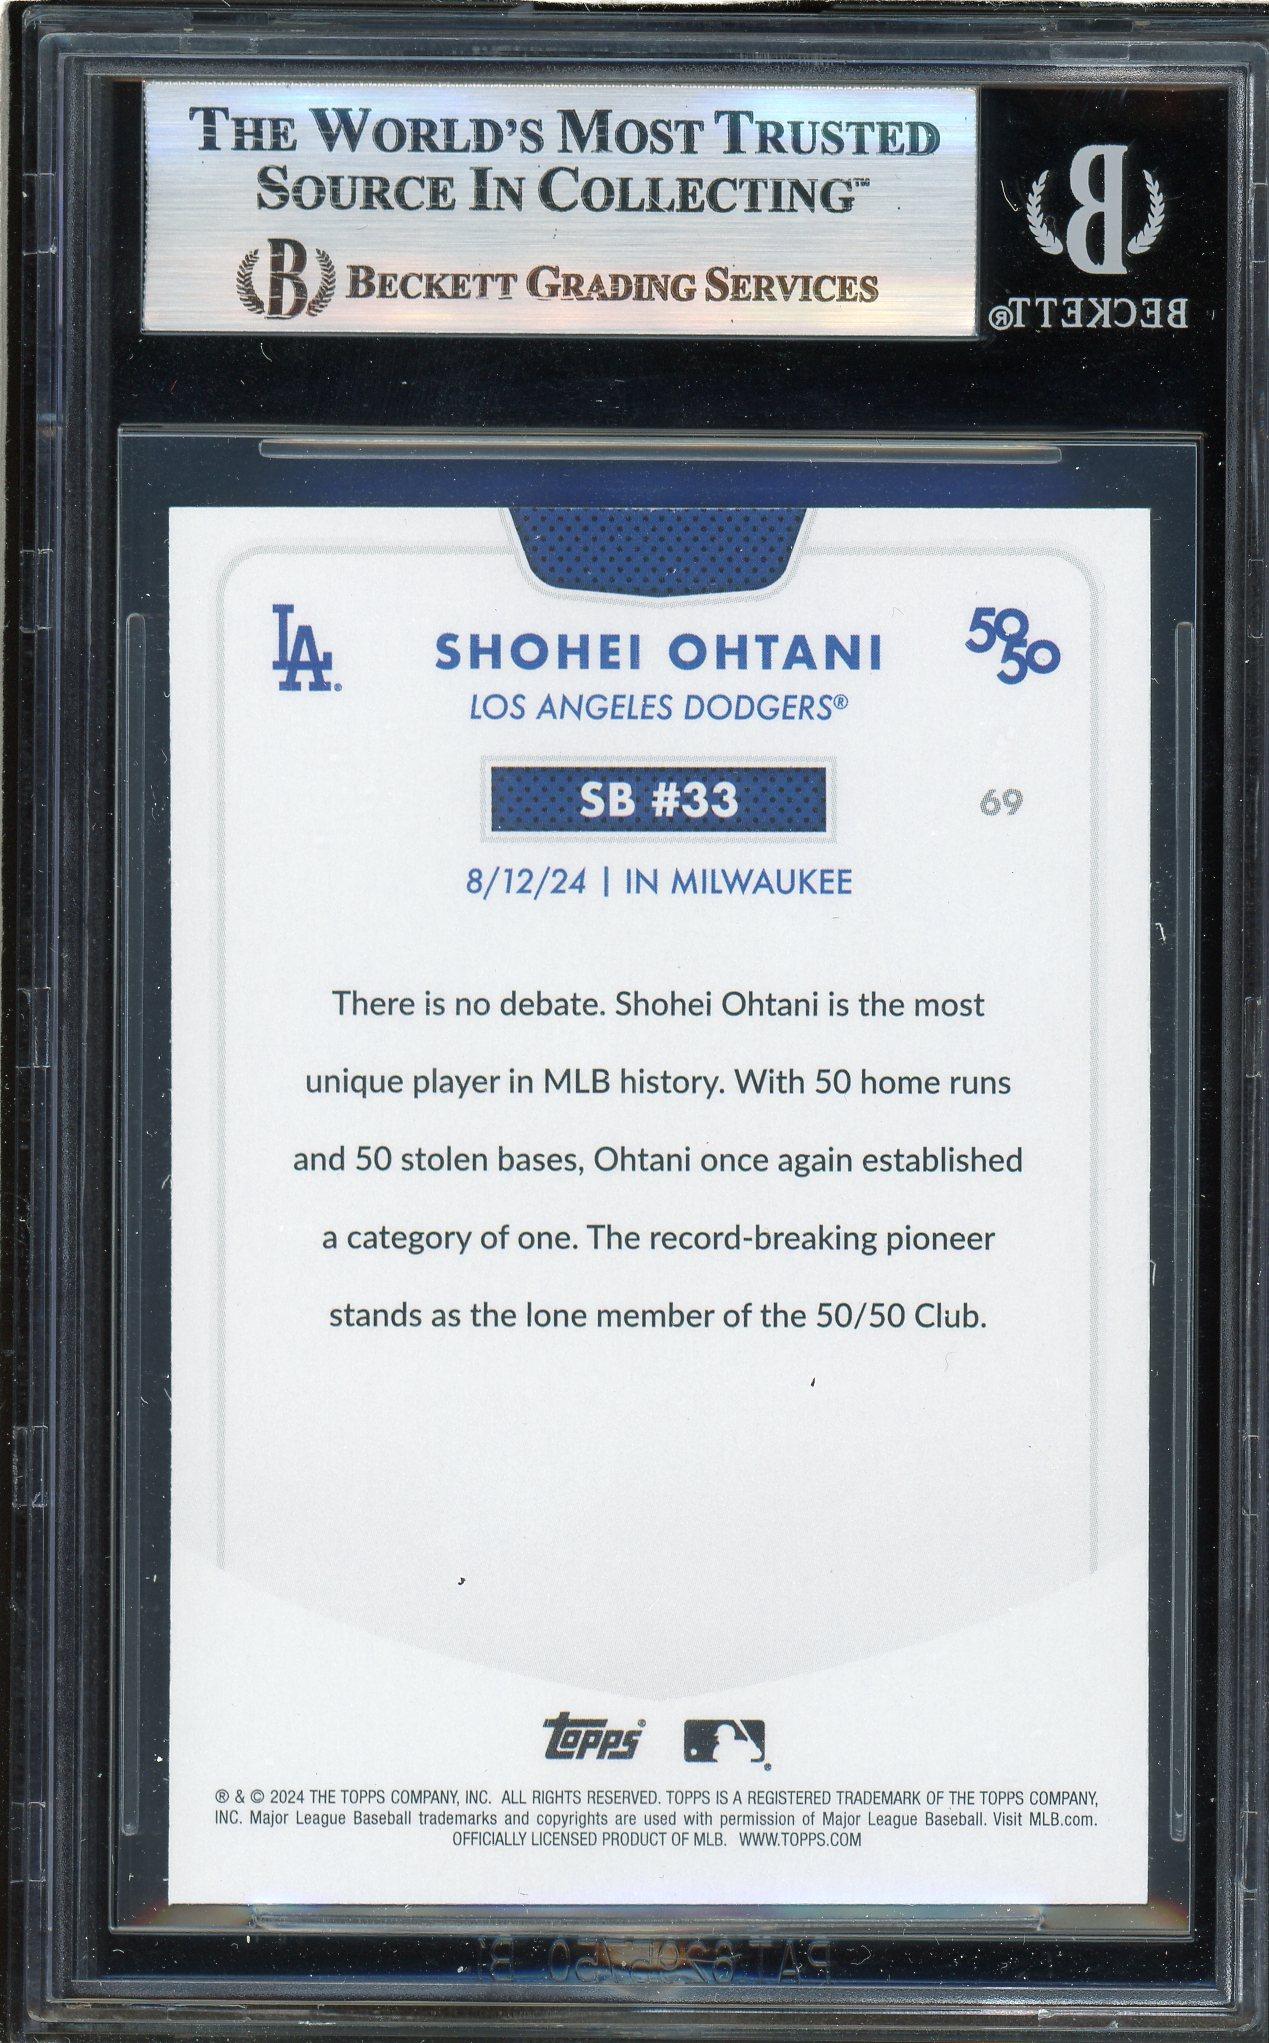 THE WORLD'S MOST TRUSTED
SOURCE IN COLLECTING™
B BECKETT GRADING SERVICES
B
BECKETT®
LA®
SHOHEI OHTANI
50
50
LOS ANGELES DODGERS®
SB #33
69
8/12/24 | IN MILWAUKEE
There is no debate. Shohei Ohtani is the most
unique player in MLB history. With 50 home runs
and 50 stolen bases, Ohtani once again established
a category of one. The record-breaking pioneer
stands as the lone member of the 50/50 Club.
topps®
® & © 2024 THE TOPPS COMPANY, INC. ALL RIGHTS RESERVED. TOPPS IS A REGISTERED TRADEMARK OF THE TOPPS COMPANY,
INC. Major League Baseball trademarks and copyrights are used with permission of Major League Baseball. Visit MLB.com.
OFFICIALLY LICENSED PRODUCT OF MLB. WWW.TOPPS.COM